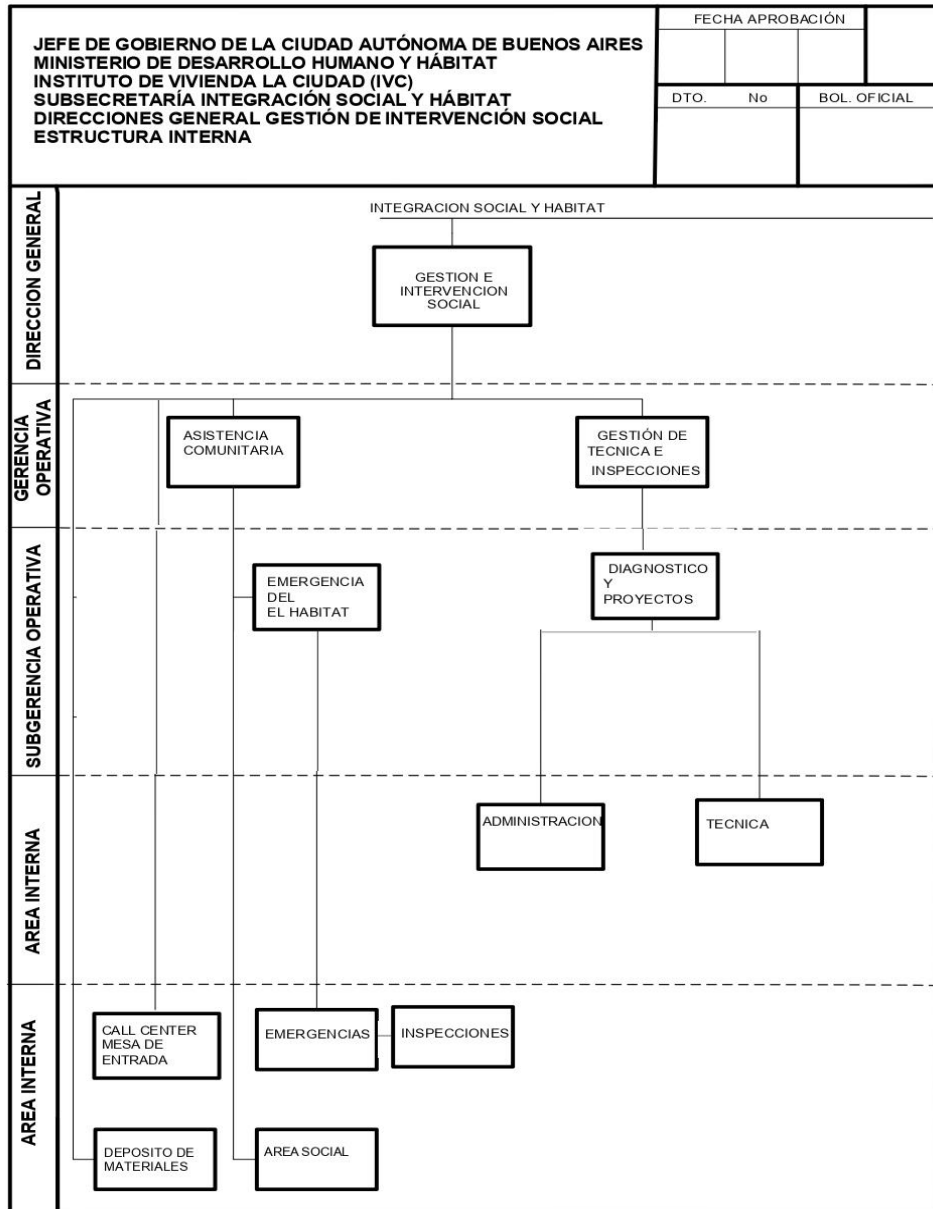 JEFE DE GOBIERNO DE LA CIUDAD AUTÓNOMA DE BUENOS AIRES
MINISTERIO DE DESARROLLO HUMANO Y HÁBITAT
INSTITUTO DE VIVIENDA LA CIUDAD (IVC)
SUBSECRETARÍA INTEGRACIÓN SOCIAL Y HÁBITAT
DIRECCIONES GENERAL GESTIÓN DE INTERVENCIÓN SOCIAL
ESTRUCTURA INTERNA
FECHA APROBACIÓN
DTO. No
BOL. OFICIAL
DIRECCION GENERAL
INTEGRACION SOCIAL Y HABITAT
GESTION E
INTERVENCION
SOCIAL
GERENCIA
OPERATIVA
ASISTENCIA
COMUNITARIA
GESTIÓN DE
TECNICA E
INSPECCIONES
SUBGERENCIA OPERATIVA
EMERGENCIA
DEL
EL HABITAT
DIAGNOSTICO
Y
PROYECTOS
AREA INTERNA
ADMINISTRACION
TECNICA
AREA INTERNA
CALL CENTER
MESA DE
ENTRADA
EMERGENCIAS
INSPECCIONES
DEPOSITO DE
MATERIALES
AREA SOCIAL